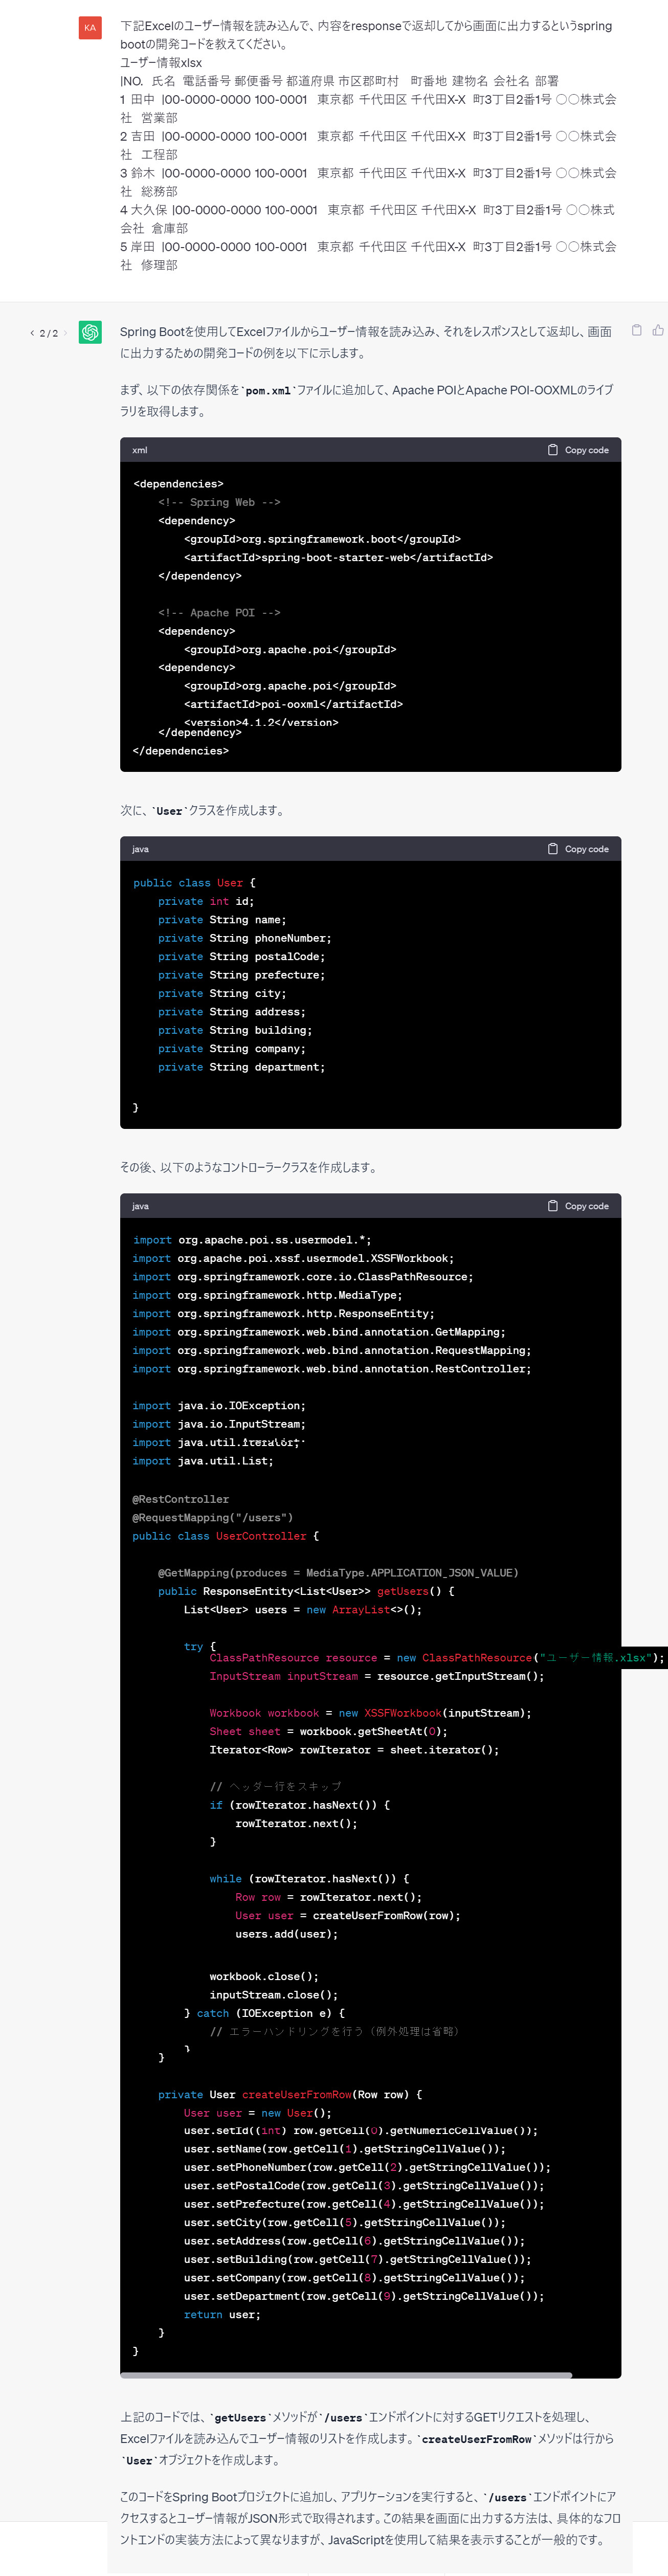 KA
下記Excelのユーザー情報を読み込んで、内容をresponseで返却してから画面に出力するというspring
bootの開発コードを教えてください。
ユーザー情報xlsx
|NO. 氏名 電話番号 郵便番号 都道府県 市区郡町村 町番地 建物名 会社名 部署
1 田中 |00-0000-0000 100-0001 東京都 千代田区 千代田X-X 町3丁目2番1号 〇〇株式会
社 営業部
2 吉田 |00-0000-0000 100-0001 東京都 千代田区 千代田X-X 町3丁目2番1号 〇〇株式会
社 工程部
3 鈴木 |00-0000-0000 100-0001 東京都 千代田区 千代田X-X 町3丁目2番1号 〇〇株式会
社 総務部
4 大久保 |00-0000-0000 100-0001 東京都 千代田区 千代田X-X 町3丁目2番1号 〇〇株式
会社 倉庫部
5 岸田 |00-0000-0000 100-0001 東京都 千代田区 千代田X-X 町3丁目2番1号 〇〇株式会
社 修理部
< 2 / 2 >
Spring Bootを使用してExcelファイルからユーザー情報を読み込み、それをレスポンスとして返却し、画面
に出力するための開発コードの例を以下に示します。
まず、以下の依存関係を`pom.xml`ファイルに追加して、Apache POIとApache POI-OOXMLのライブ
ラリを取得します。
xml Copy code
<dependencies>
<!-- Spring Web -->
<dependency>
<groupId>org.springframework.boot</groupId>
<artifactId>spring-boot-starter-web</artifactId>
</dependency>
<!-- Apache POI -->
<dependency>
<groupId>org.apache.poi</groupId>
<dependency>
<groupId>org.apache.poi</groupId>
<artifactId>poi-ooxml</artifactId>
<version>4.1.2</version>
</dependency>
</dependencies>
次に、`User`クラスを作成します。
java Copy code
public class User {
private int id;
private String name;
private String phoneNumber;
private String postalCode;
private String prefecture;
private String city;
private String address;
private String building;
private String company;
private String department;
}
その後、以下のようなコントローラークラスを作成します。
java Copy code
import org.apache.poi.ss.usermodel.*;
import org.apache.poi.xssf.usermodel.XSSFWorkbook;
import org.springframework.core.io.ClassPathResource;
import org.springframework.http.MediaType;
import org.springframework.http.ResponseEntity;
import org.springframework.web.bind.annotation.GetMapping;
import org.springframework.web.bind.annotation.RequestMapping;
import org.springframework.web.bind.annotation.RestController;
import java.io.IOException;
import java.io.InputStream;
import java.util.Iterator;
import java.util.List;
@RestController
@RequestMapping("/users")
public class UserController {
@GetMapping(produces = MediaType.APPLICATION_JSON_VALUE)
public ResponseEntity<List<User>> getUsers() {
List<User> users = new ArrayList<>();
try {
ClassPathResource resource = new ClassPathResource("ユーザー情報.xlsx");
InputStream inputStream = resource.getInputStream();
Workbook workbook = new XSSFWorkbook(inputStream);
Sheet sheet = workbook.getSheetAt(0);
Iterator<Row> rowIterator = sheet.iterator();
// ヘッダー行をスキップ
if (rowIterator.hasNext()) {
rowIterator.next();
}
while (rowIterator.hasNext()) {
Row row = rowIterator.next();
User user = createUserFromRow(row);
users.add(user);
workbook.close();
inputStream.close();
} catch (IOException e) {
// エラーハンドリングを行う（例外処理は省略）
}
}
private User createUserFromRow(Row row) {
User user = new User();
user.setId((int) row.getCell(0).getNumericCellValue());
user.setName(row.getCell(1).getStringCellValue());
user.setPhoneNumber(row.getCell(2).getStringCellValue());
user.setPostalCode(row.getCell(3).getStringCellValue());
user.setPrefecture(row.getCell(4).getStringCellValue());
user.setCity(row.getCell(5).getStringCellValue());
user.setAddress(row.getCell(6).getStringCellValue());
user.setBuilding(row.getCell(7).getStringCellValue());
user.setCompany(row.getCell(8).getStringCellValue());
user.setDepartment(row.getCell(9).getStringCellValue());
return user;
}
}
上記のコードでは、`getUsers`メソッドが`/users`エンドポイントに対するGETリクエストを処理し、
Excelファイルを読み込んでユーザー情報のリストを作成します。`createUserFromRow`メソッドは行から
`User`オブジェクトを作成します。
このコードをSpring Bootプロジェクトに追加し、アプリケーションを実行すると、`/users`エンドポイントにア
クセスするとユーザー情報がJSON形式で取得されます。この結果を画面に出力する方法は、具体的なフロ
ントエンドの実装方法によって異なりますが、JavaScriptを使用して結果を表示することが一般的です。